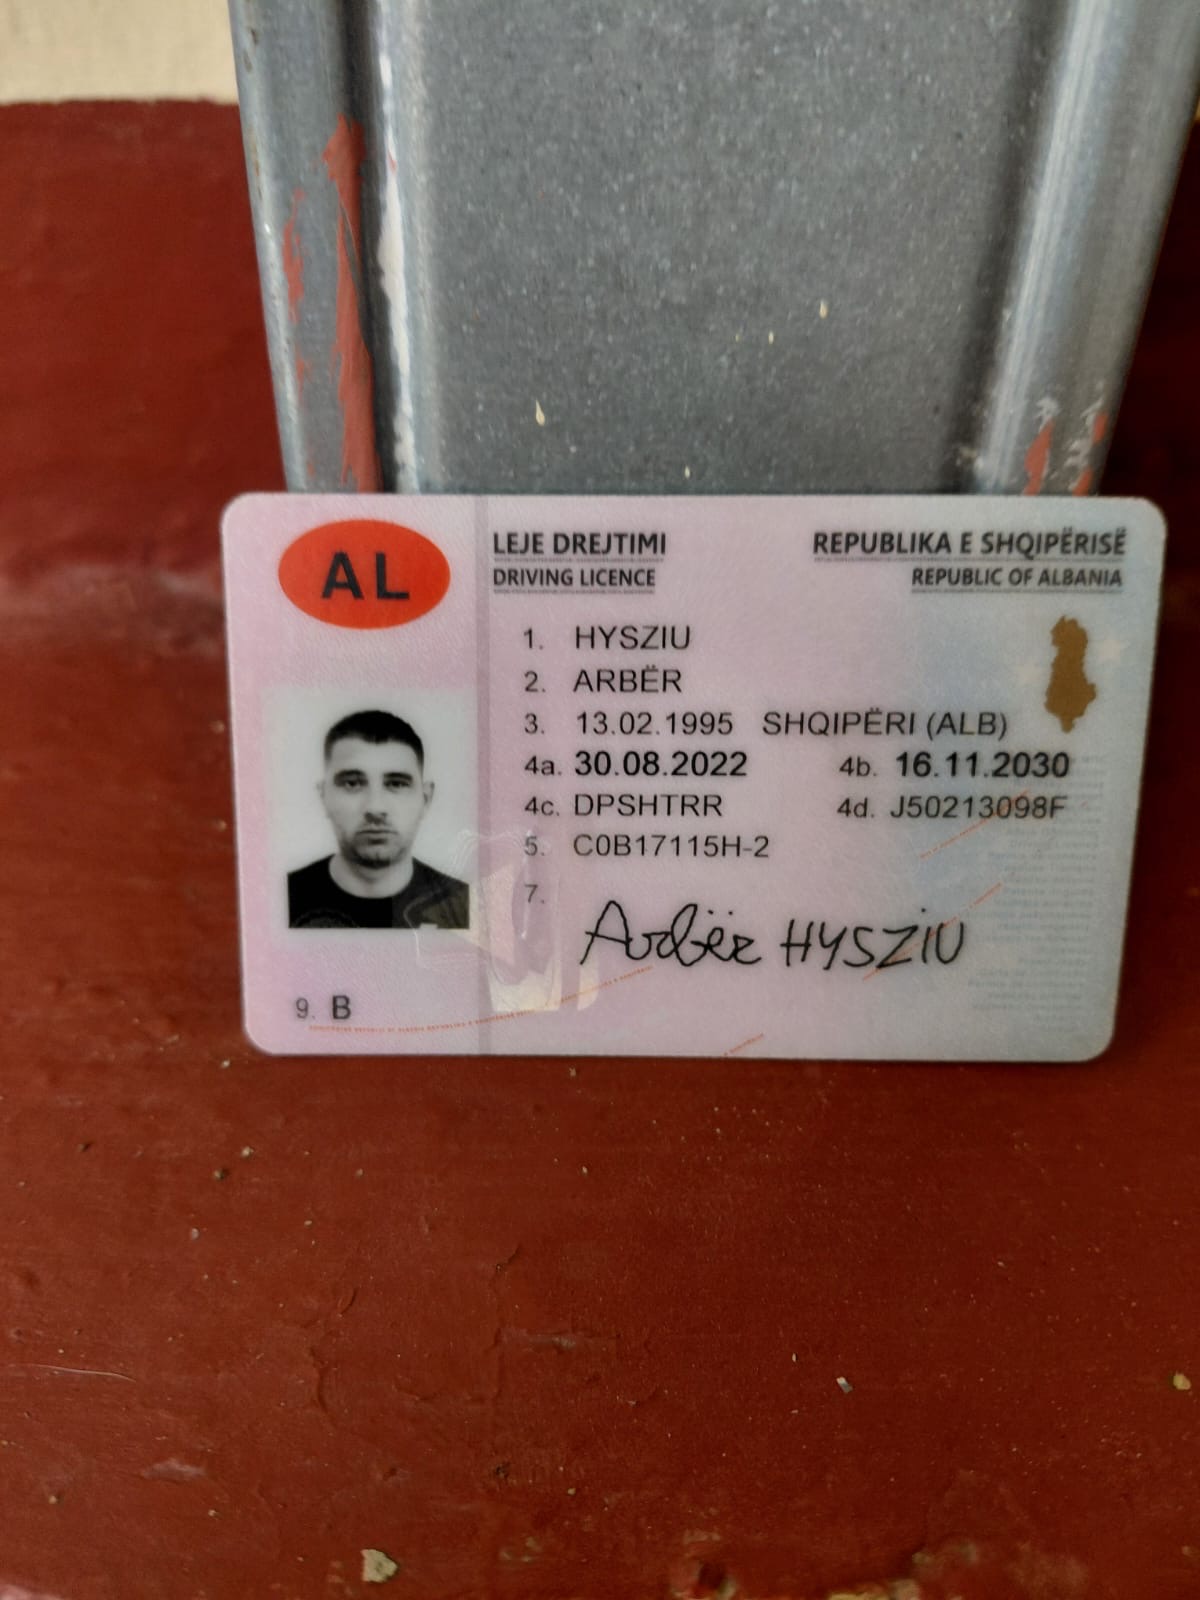 AL
LEJE DREJTIMI
DRIVING LICENCE
REPUBLIKA E SHQIPËRISË
REPUBLIC OF ALBANIA
1. HYSZIU
2. ARBËR
3. 13.02.1995 SHQIPËRI (ALB)
4a. 30.08.2022 4b. 16.11.2030
4c. DPSHTRR 4d. J50213098F
5. C0B17115H-2
7. Arbër HYSZIU
9. B